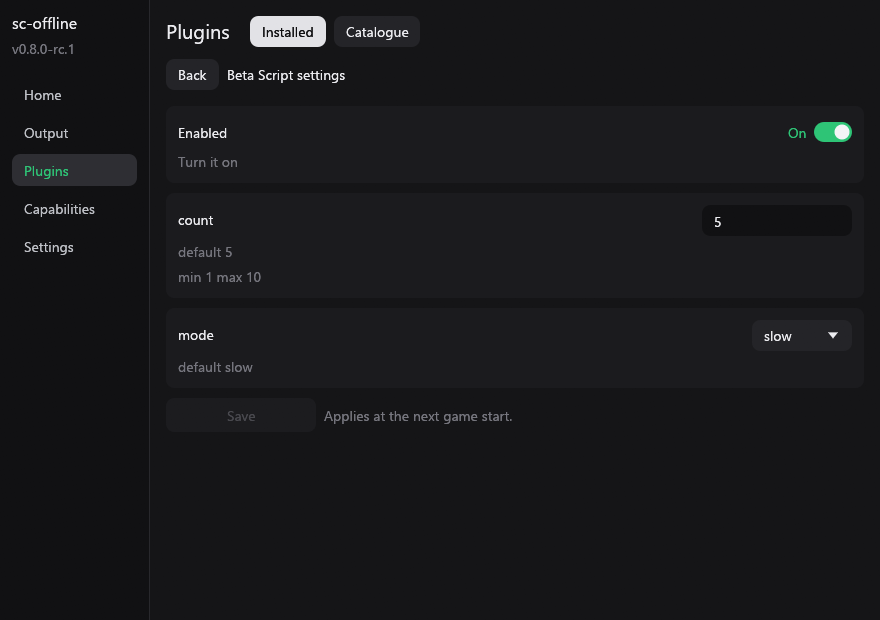 sc-offline
v0.8.0-rc.1
Home
Output
Plugins
Capabilities
Settings
Plugins
Installed
Catalogue
Back
Beta Script settings
Enabled
On
Turn it on
count
5
default 5
min 1 max 10
mode
slow
default slow
Save
Applies at the next game start.